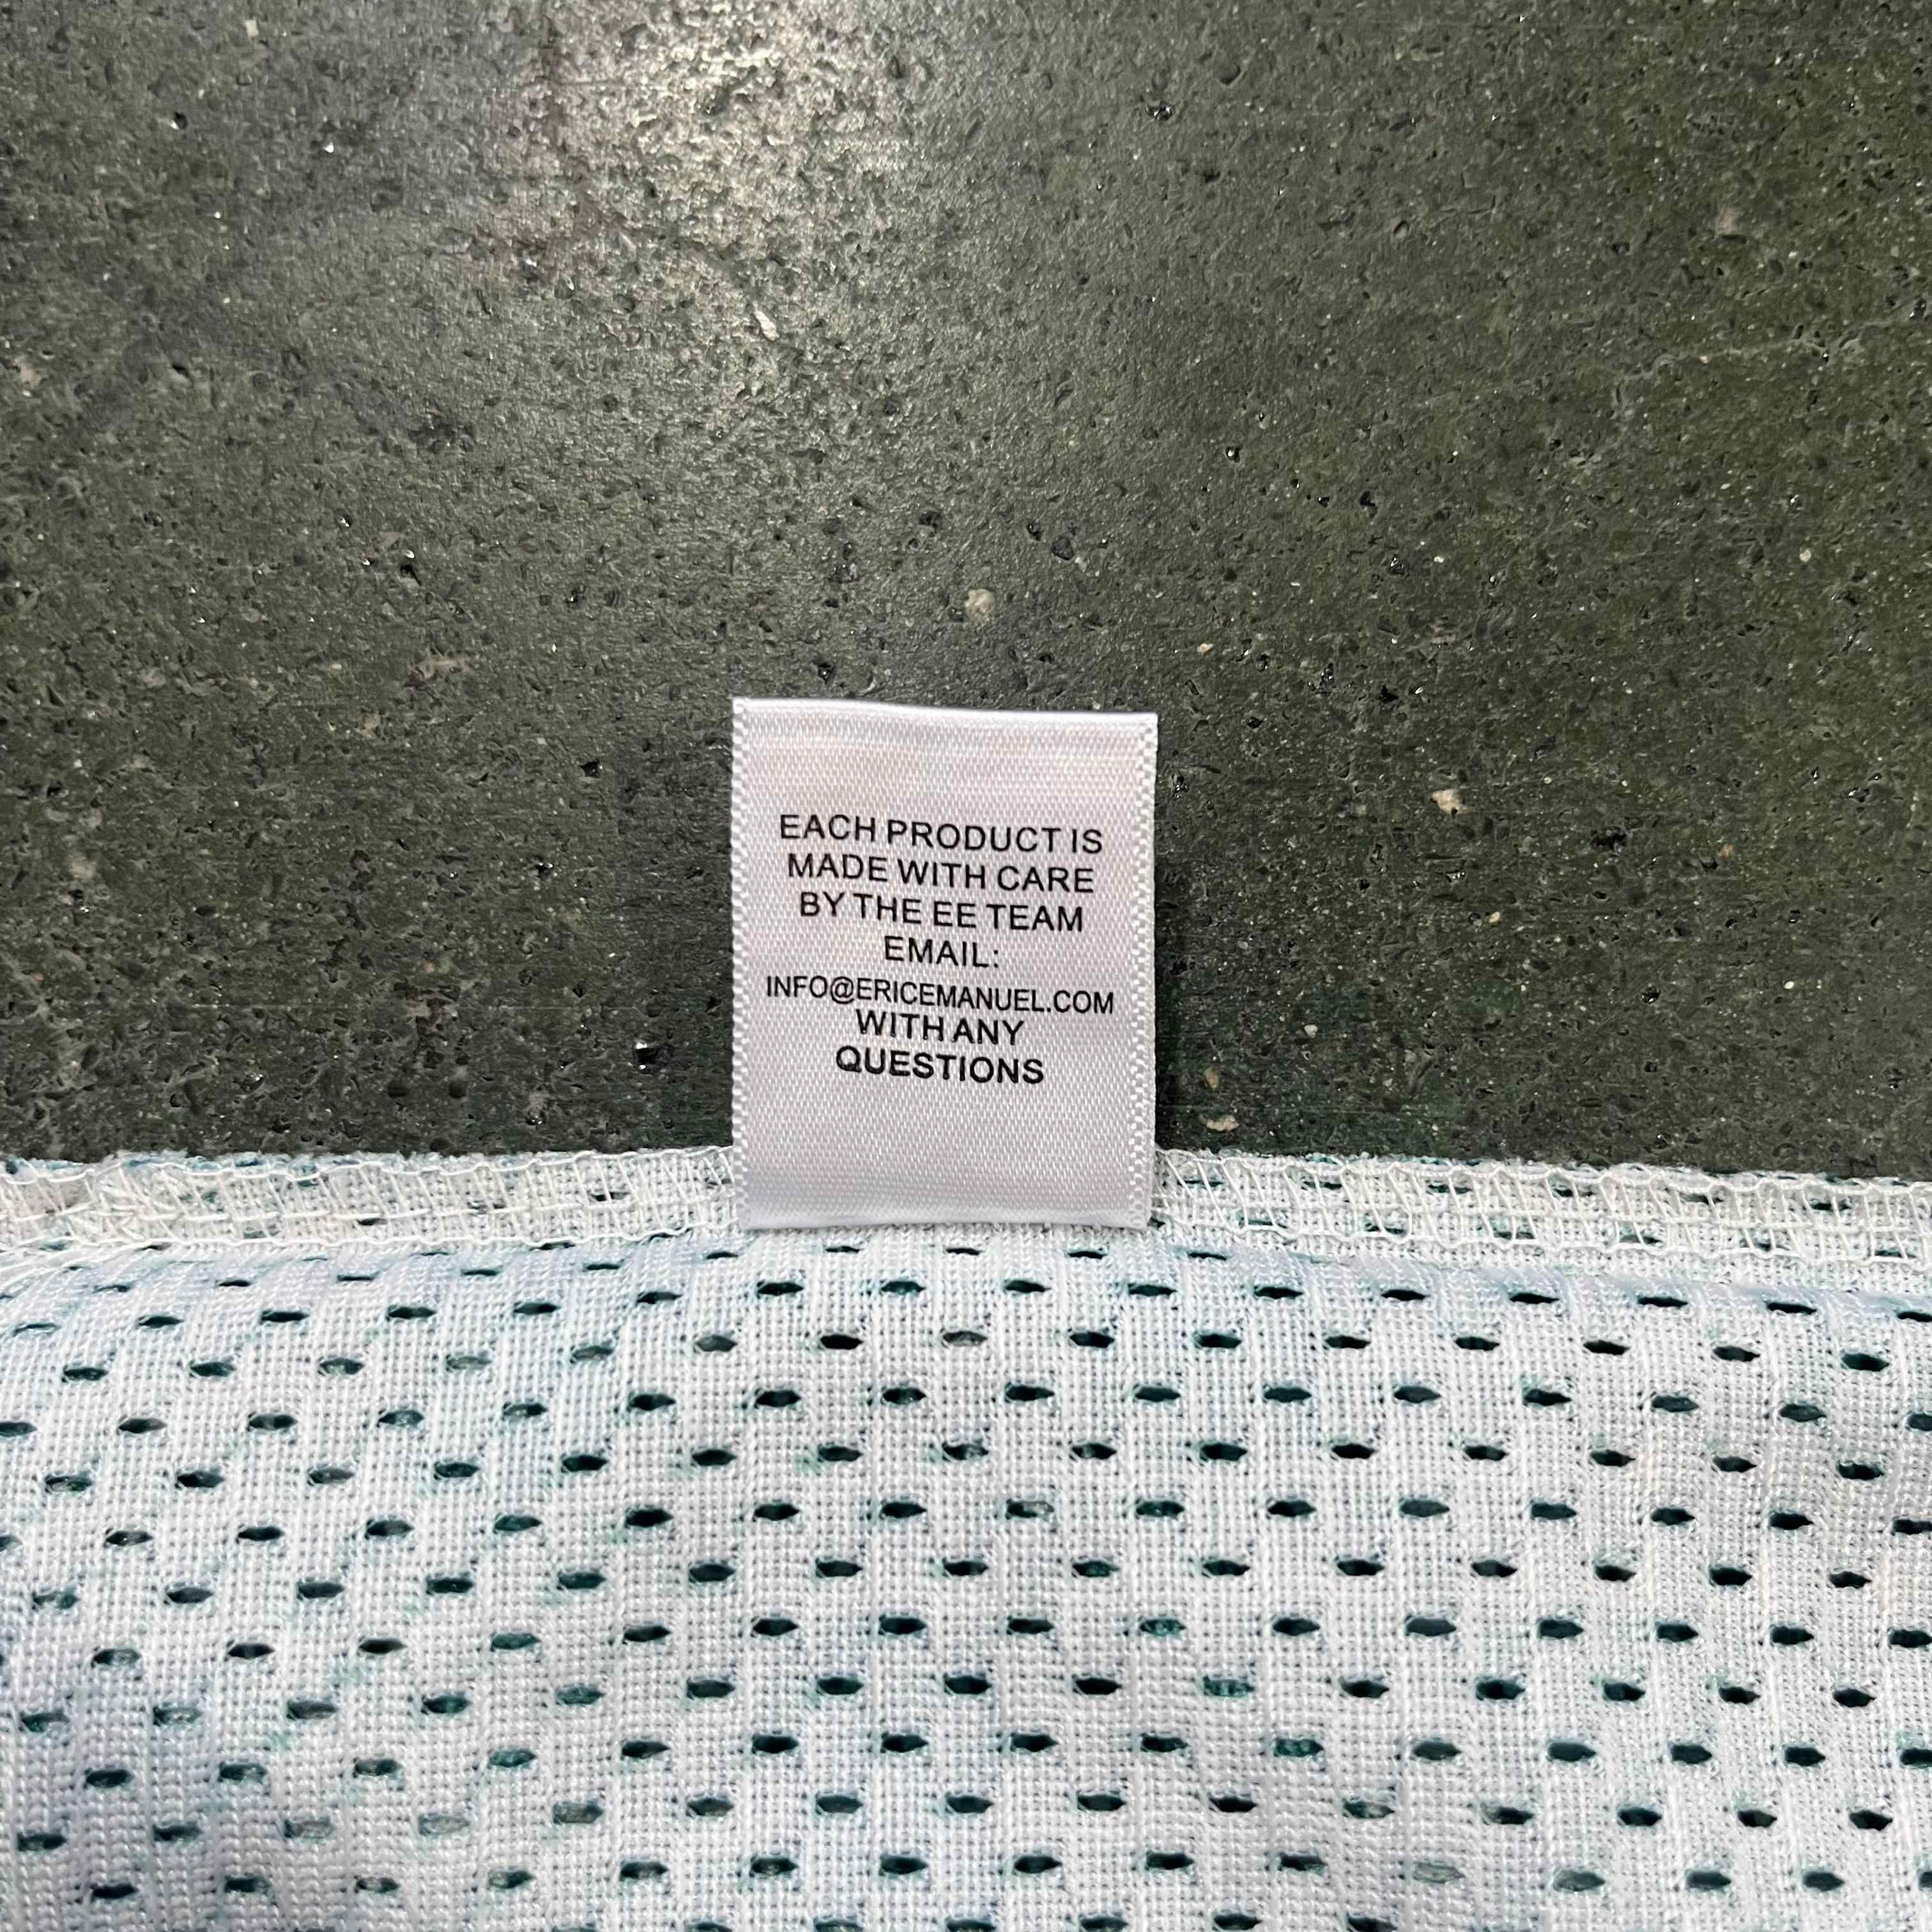 EACH PRODUCT IS
MADE WITH CARE
BY THE EE TEAM
EMAIL:
INFO@ERICEMANUEL.COM
WITH ANY
QUESTIONS